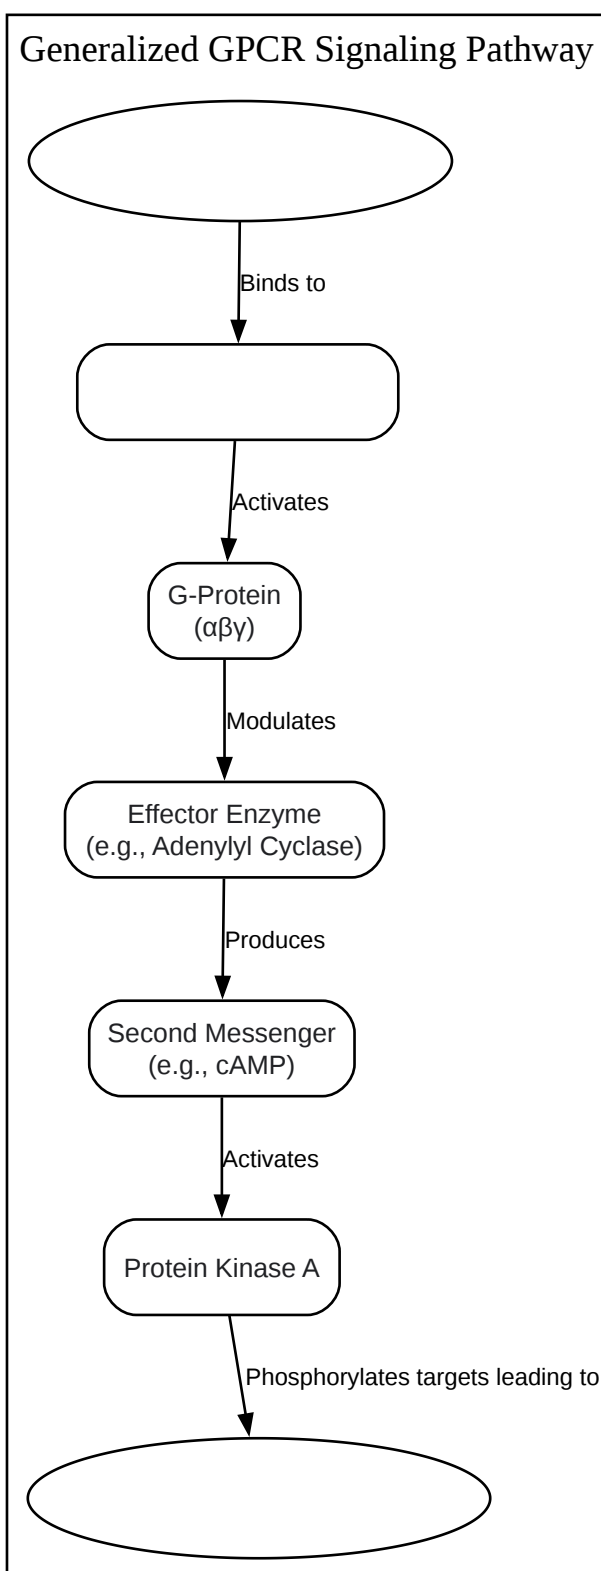 Generalized GPCR Signaling Pathway
Binds to
Activates
G-Protein
(αβγ)
Modulates
Effector Enzyme
(e.g., Adenylyl Cyclase)
Produces
Second Messenger
(e.g., cAMP)
Activates
Protein Kinase A
Phosphorylates targets leading to